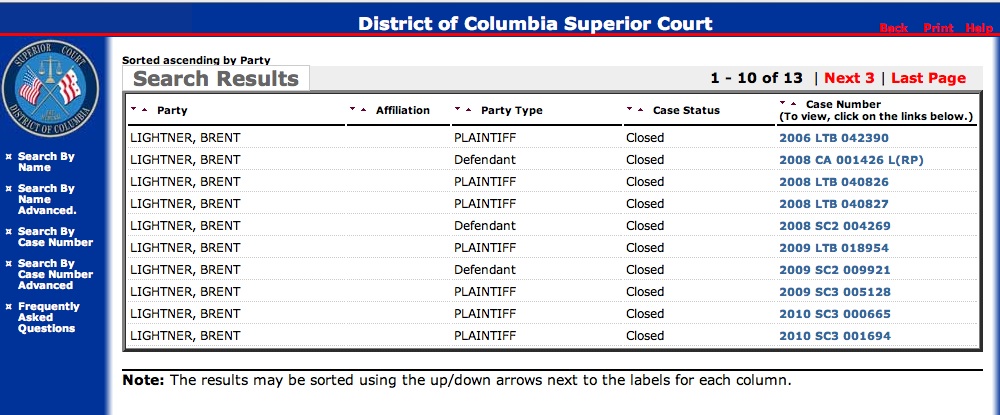 District of Columbia Superior Court
Back Print Help
SUPERIOR COURT
DISTRICT OF COLUMBIA
Search By
Name
Search By
Name
Advanced.
Search By
Case Number
Search By
Case Number
Advanced
Frequently
Asked
Questions
Sorted ascending by Party
Search Results
1 - 10 of 13 | Next 3 | Last Page
Party Affiliation Party Type Case Status Case Number
(To view, click on the links below.)
LIGHTNER, BRENT PLAINTIFF Closed 2006 LTB 042390
LIGHTNER, BRENT Defendant Closed 2008 CA 001426 L(RP)
LIGHTNER, BRENT PLAINTIFF Closed 2008 LTB 040826
LIGHTNER, BRENT PLAINTIFF Closed 2008 LTB 040827
LIGHTNER, BRENT Defendant Closed 2008 SC2 004269
LIGHTNER, BRENT PLAINTIFF Closed 2009 LTB 018954
LIGHTNER, BRENT Defendant Closed 2009 SC2 009921
LIGHTNER, BRENT PLAINTIFF Closed 2009 SC3 005128
LIGHTNER, BRENT PLAINTIFF Closed 2010 SC3 000665
LIGHTNER, BRENT PLAINTIFF Closed 2010 SC3 001694
Note: The results may be sorted using the up/down arrows next to the labels for each column.